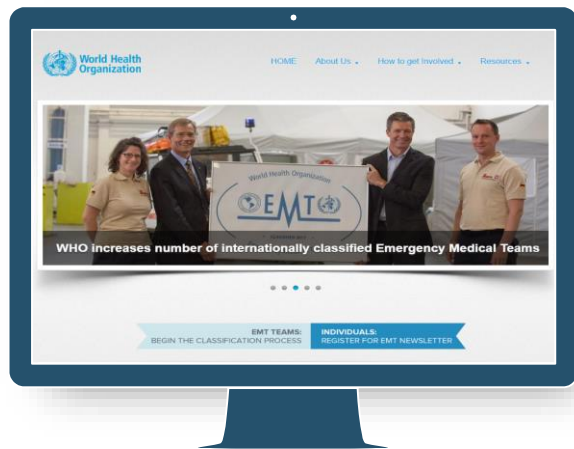 World Health
Organization
HOME
About Us
How to get involved
Resources
World Health Organization
EMT
WHO increases number of internationally classified Emergency Medical Teams
EMT TEAMS:
BEGIN THE CLASSIFICATION PROCESS
INDIVIDUALS:
REGISTER FOR EMT NEWSLETTER